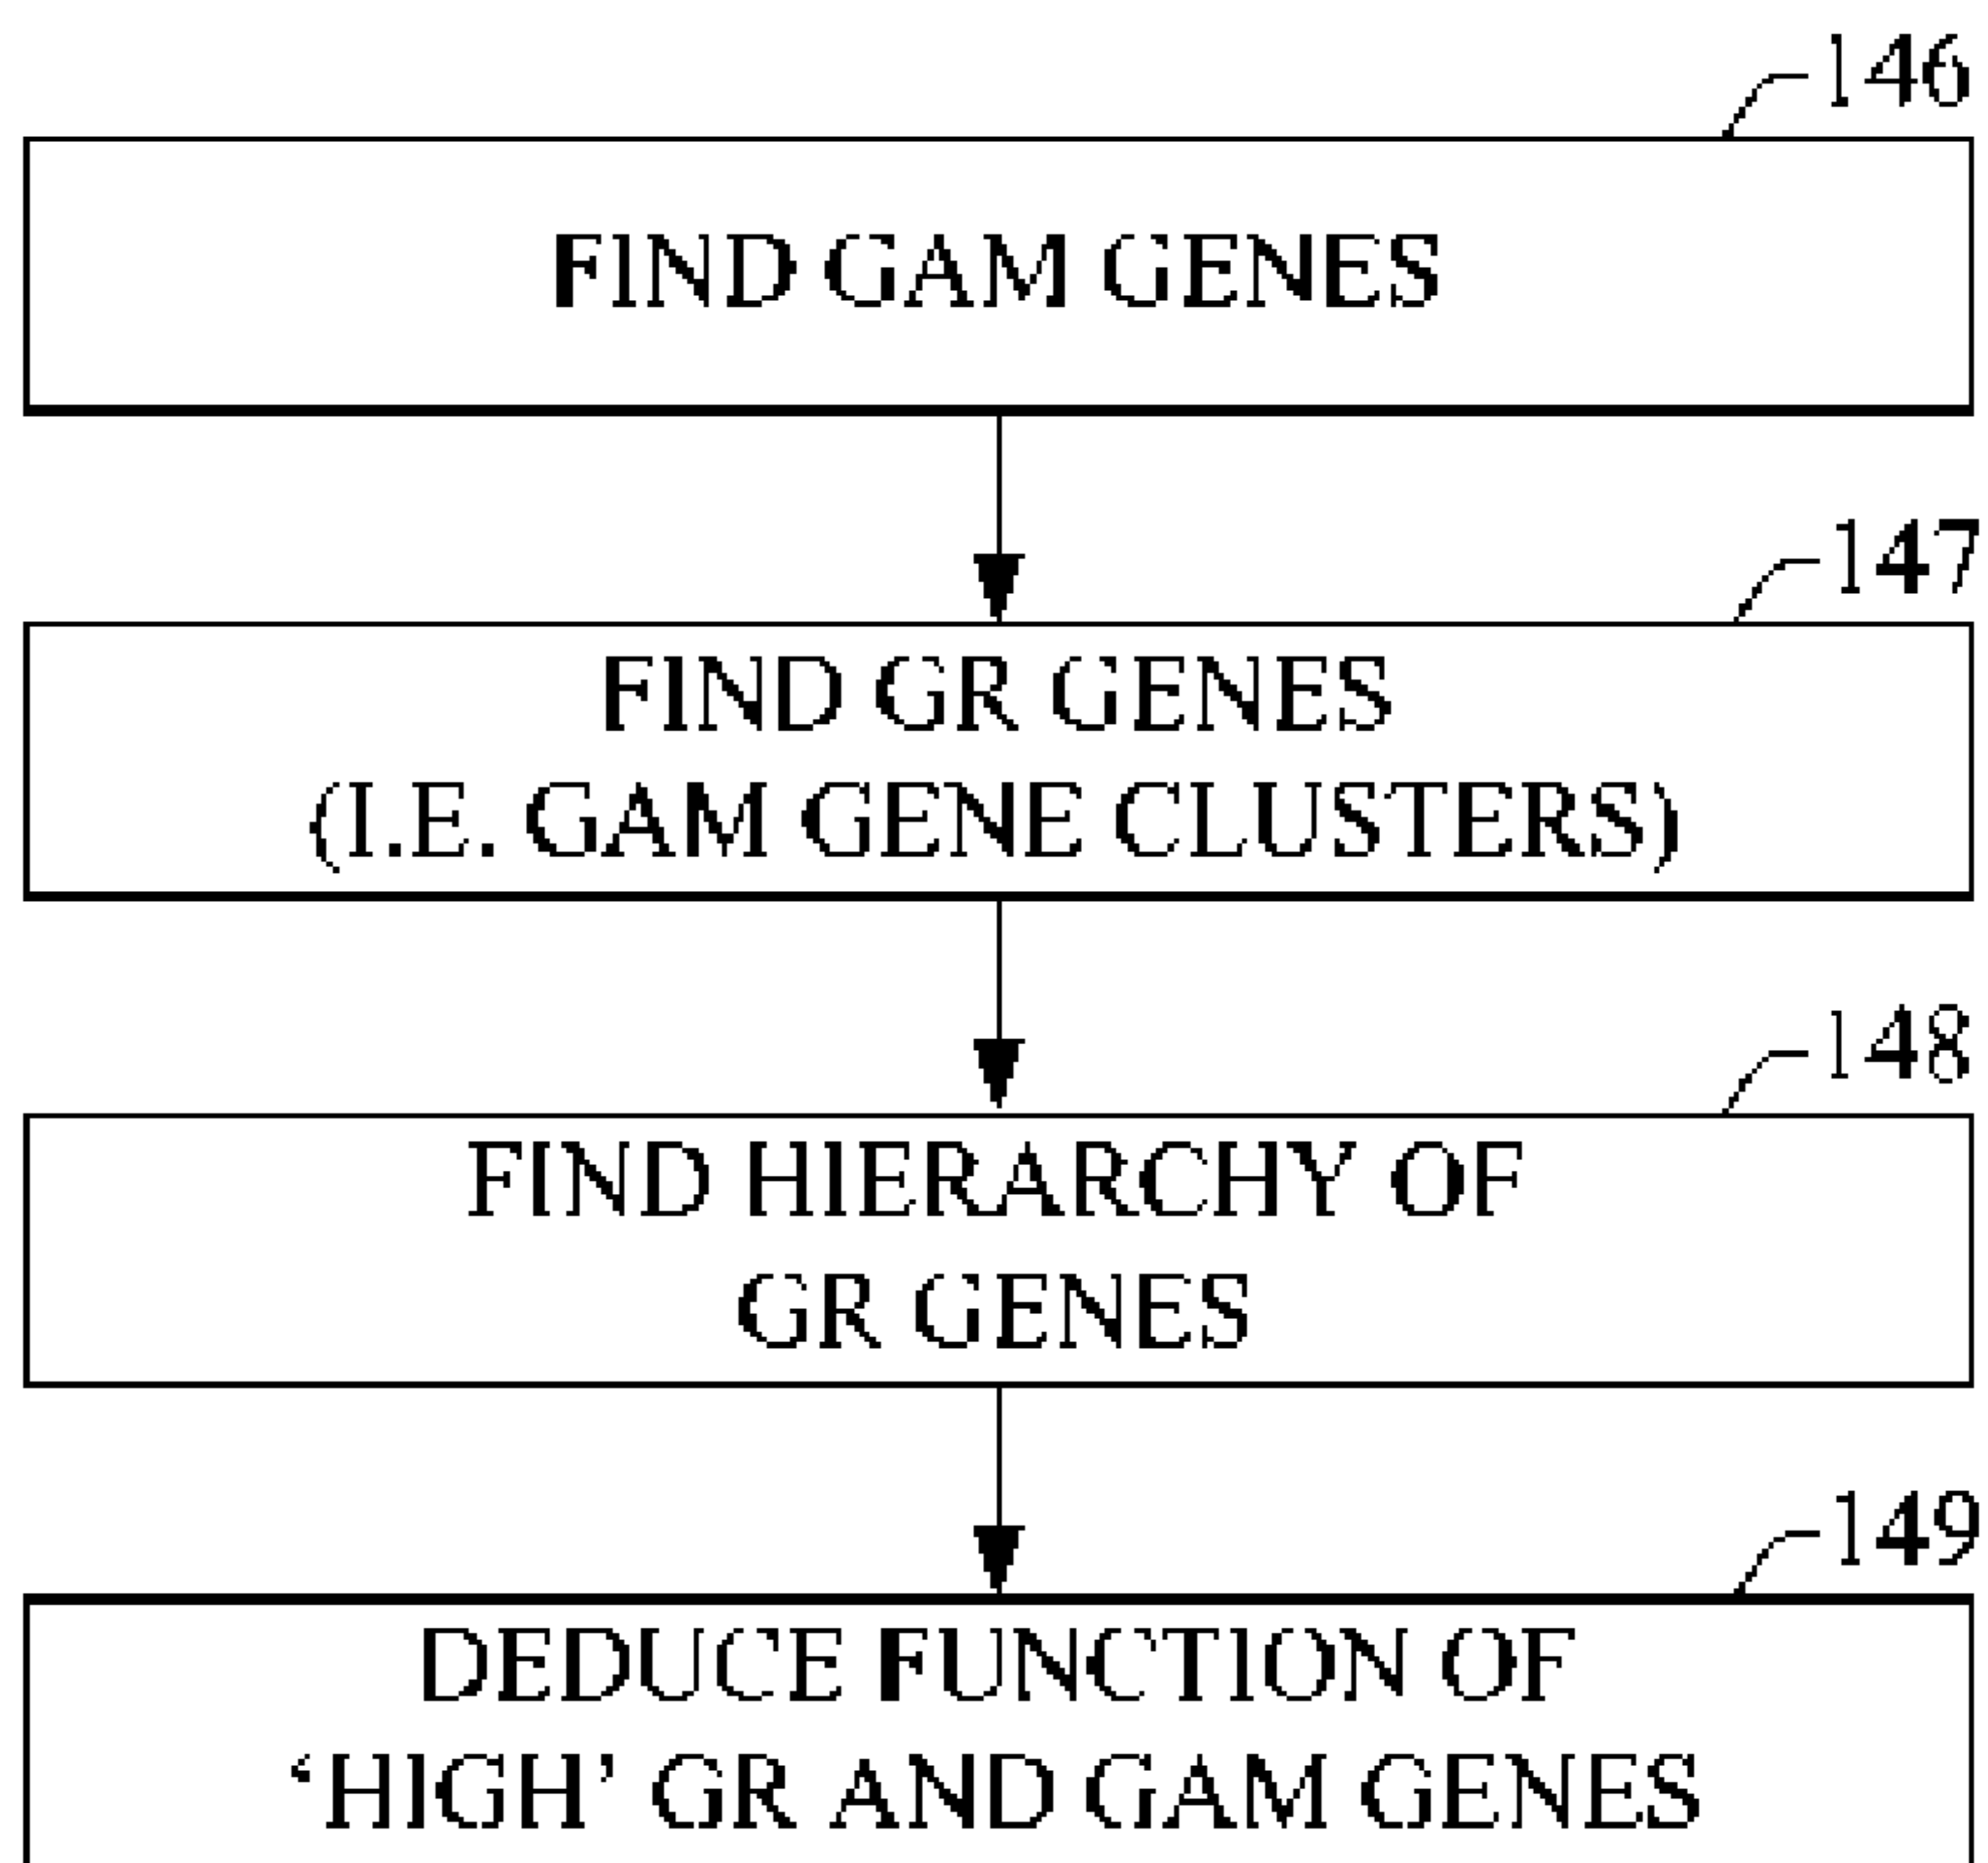 146
FIND GAM GENES
147
FIND GR GENES
(I.E. GAM GENE CLUSTERS)
148
FIND HIERARCHY OF
GR GENES
149
DEDUCE FUNCTION OF
‘HIGH’ GR AND GAM GENES